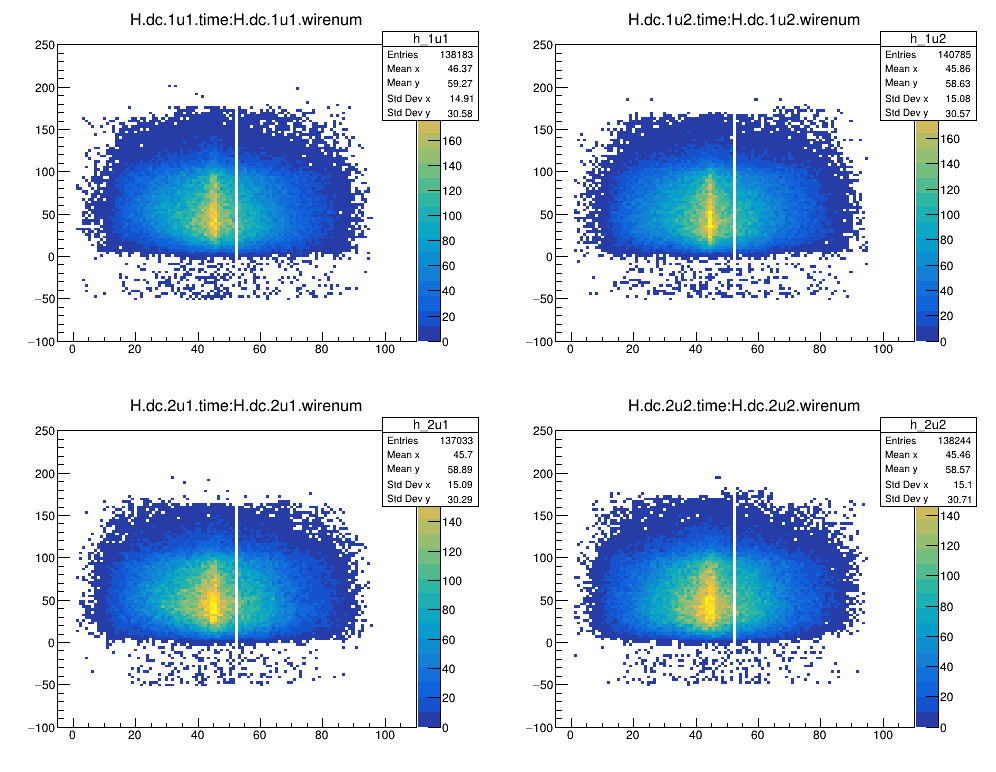 H.dc.1u1.time:H.dc.1u1.wirenum
h_1u1
Entries 138183
Mean x 46.37
Mean y 59.27
Std Dev x 14.91
Std Dev y 30.58
250
200
150
100
50
0
−50
−100
0 20 40 60 80 100
160
140
120
100
80
60
40
20
0
H.dc.1u2.time:H.dc.1u2.wirenum
h_1u2
Entries 140785
Mean x 45.86
Mean y 58.63
Std Dev x 15.08
Std Dev y 30.57
250
200
150
100
50
0
−50
−100
0 20 40 60 80 100
160
140
120
100
80
60
40
20
0
H.dc.2u1.time:H.dc.2u1.wirenum
h_2u1
Entries 137033
Mean x 45.7
Mean y 58.89
Std Dev x 15.09
Std Dev y 30.29
250
200
150
100
50
0
−50
−100
0 20 40 60 80 100
140
120
100
80
60
40
20
0
H.dc.2u2.time:H.dc.2u2.wirenum
h_2u2
Entries 138244
Mean x 45.46
Mean y 58.57
Std Dev x 15.1
Std Dev y 30.71
250
200
150
100
50
0
−50
−100
0 20 40 60 80 100
140
120
100
80
60
40
20
0